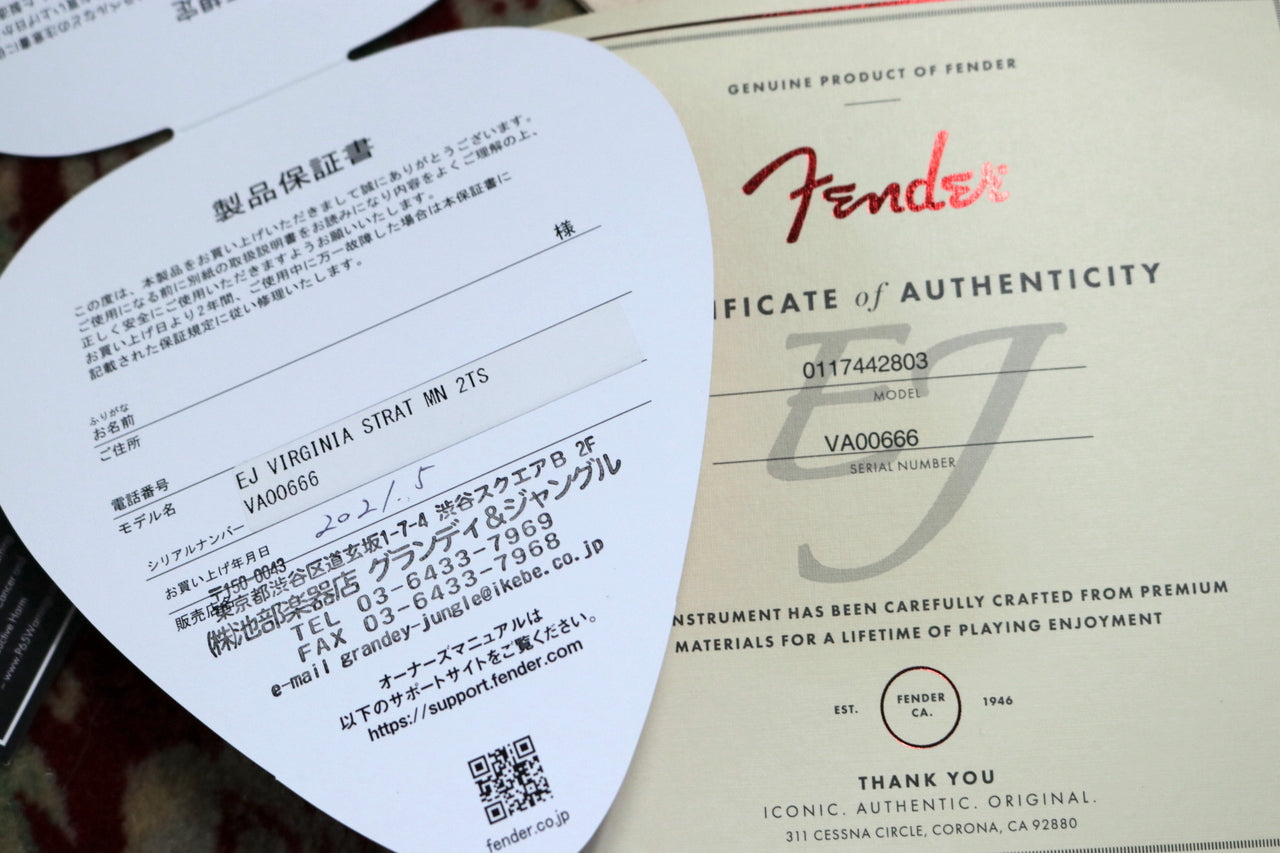 製品保証書
この度は、本製品をお買い上げいただきまして誠にありがとうございます。
ご使用になる前に別紙の取扱説明書をお読みになり内容をよくご理解の上、
正しく安全にご使用いただきますようお願いいたします。
お買い上げ日より2年間、ご使用中に万一故障した場合は本保証書に
記載された保証規定に従い修理いたします。
ふりがな
お名前
様
ご住所
電話番号
モデル名
EJ VIRGINIA STRAT MN 2TS
シリアルナンバー
VA00666
お買い上げ年月日
2021.5
販売店
〒150-0043
東京都渋谷区道玄坂1-7-4 渋谷スクエアB 2F
㈱池部楽器店 グランディ&ジャングル
TEL 03-6433-7969
FAX 03-6433-7968
e-mail grandey-jungle@ikebe.co.jp
オーナーズマニュアルは
以下のサポートサイトをご覧ください。
https://support.fender.com
fender.co.jp
GENUINE PRODUCT OF FENDER
Fender
IFICATE of AUTHENTICITY
EJ
0117442803
MODEL
VA00666
SERIAL NUMBER
NSTRUMENT HAS BEEN CAREFULLY CRAFTED FROM PREMIUM
MATERIALS FOR A LIFETIME OF PLAYING ENJOYMENT
EST.
FENDER
CA.
1946
THANK YOU
ICONIC. AUTHENTIC. ORIGINAL.
311 CESSNA CIRCLE, CORONA, CA 92880